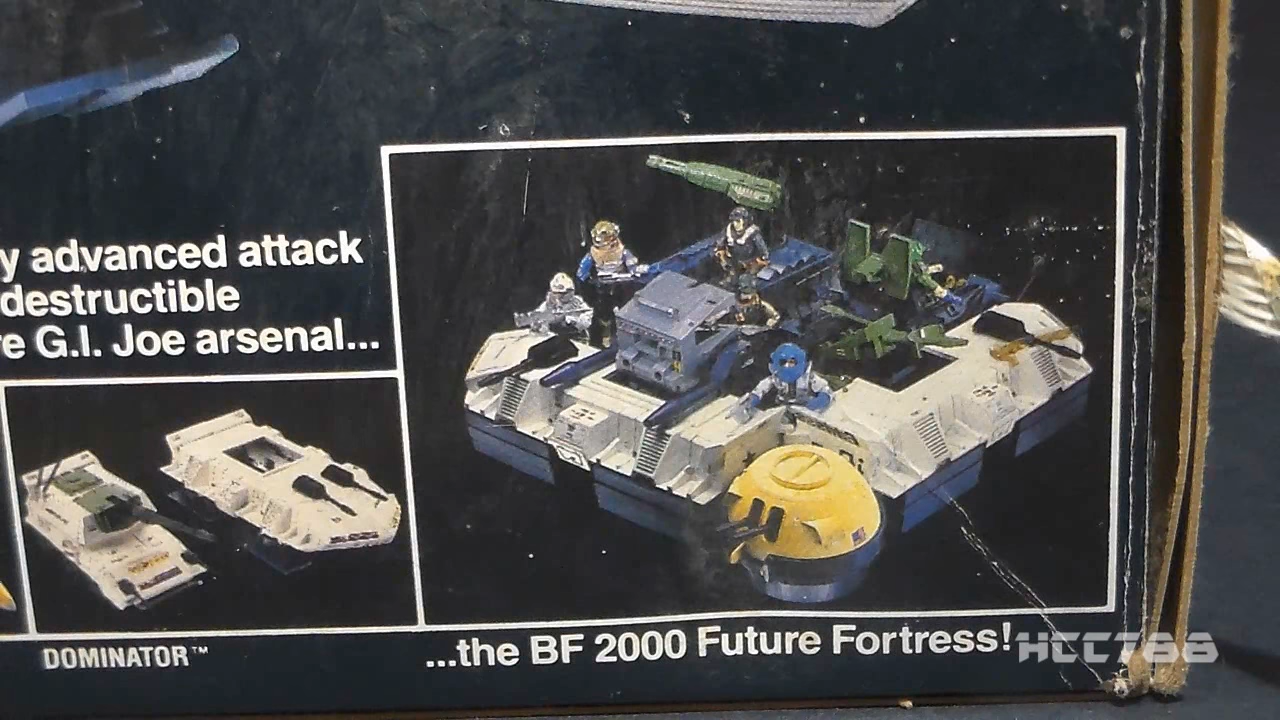 y advanced attack
destructible
re G.I. Joe arsenal...
DOMINATOR™
...the BF 2000 Future Fortress!
HCC788